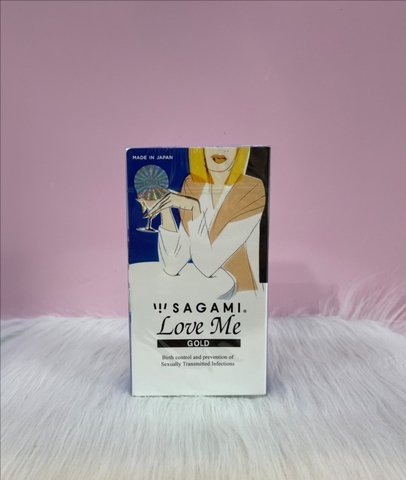 MADE IN JAPAN
SAGAMI®
Love Me
GOLD
Birth control and prevention of
Sexually Transmitted Infections